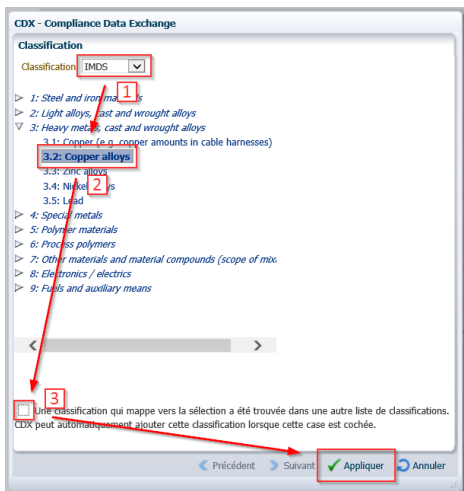 CDX - Compliance Data Exchange
Classification
Classification IMDS
1
1: Steel and iron materials
2: Light alloys, cast and wrought alloys
3: Heavy metals, cast and wrought alloys
3.1: Copper (e.g. copper amounts in cable harnesses)
3.2: Copper alloys
3.3: Zinc alloys
2
3.4: Nickel alloys
3.5: Lead
4: Special metals
5: Polymer materials
6: Process polymers
7: Other materials and material compounds (scope of mix
8: Electronics / electrics
9: Fuels and auxiliary means
3
Une classification qui mappe vers la sélection a été trouvée dans une autre liste de classifications.
CDX peut automatiquement ajouter cette classification lorsque cette case est cochée.
Précédent Suivant Appliquer Annuler